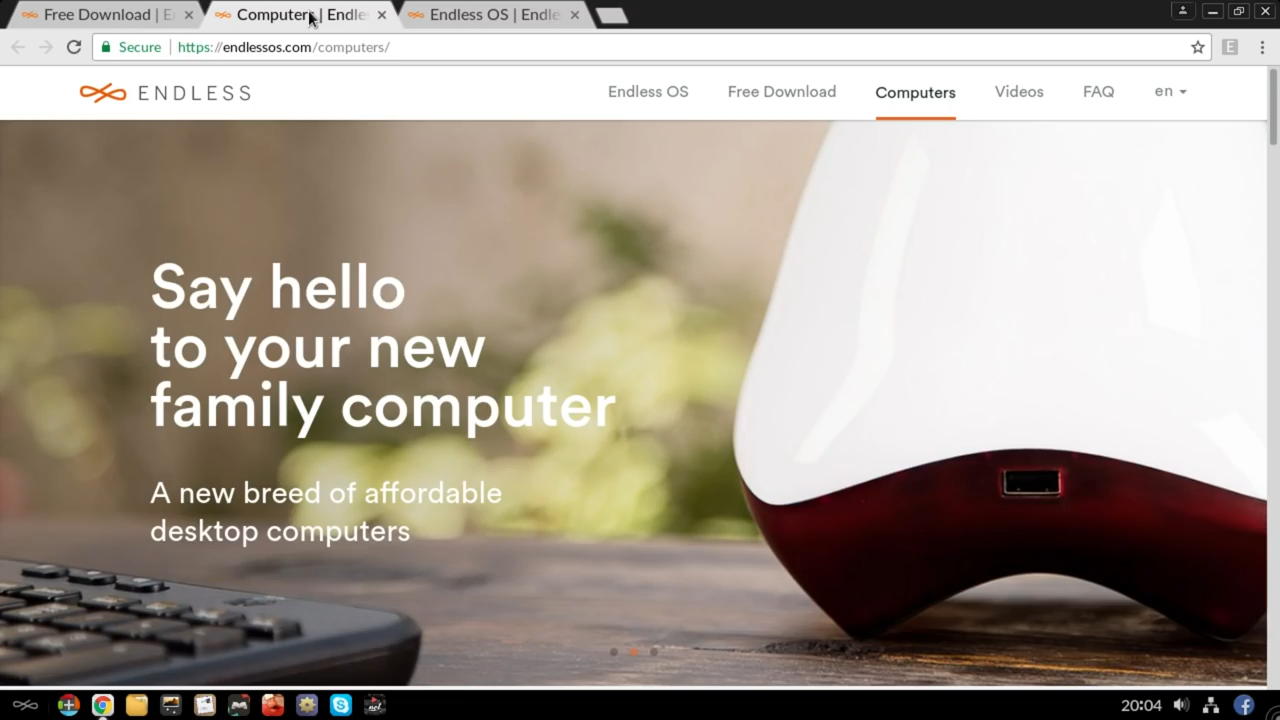 Free Download | E
Computers | Endle
Endless OS | Endle
Secure
https://endlessos.com/computers/
ENDLESS
Endless OS
Free Download
Computers
Videos
FAQ
en
Say hello
to your new
family computer
A new breed of affordable
desktop computers
20:04